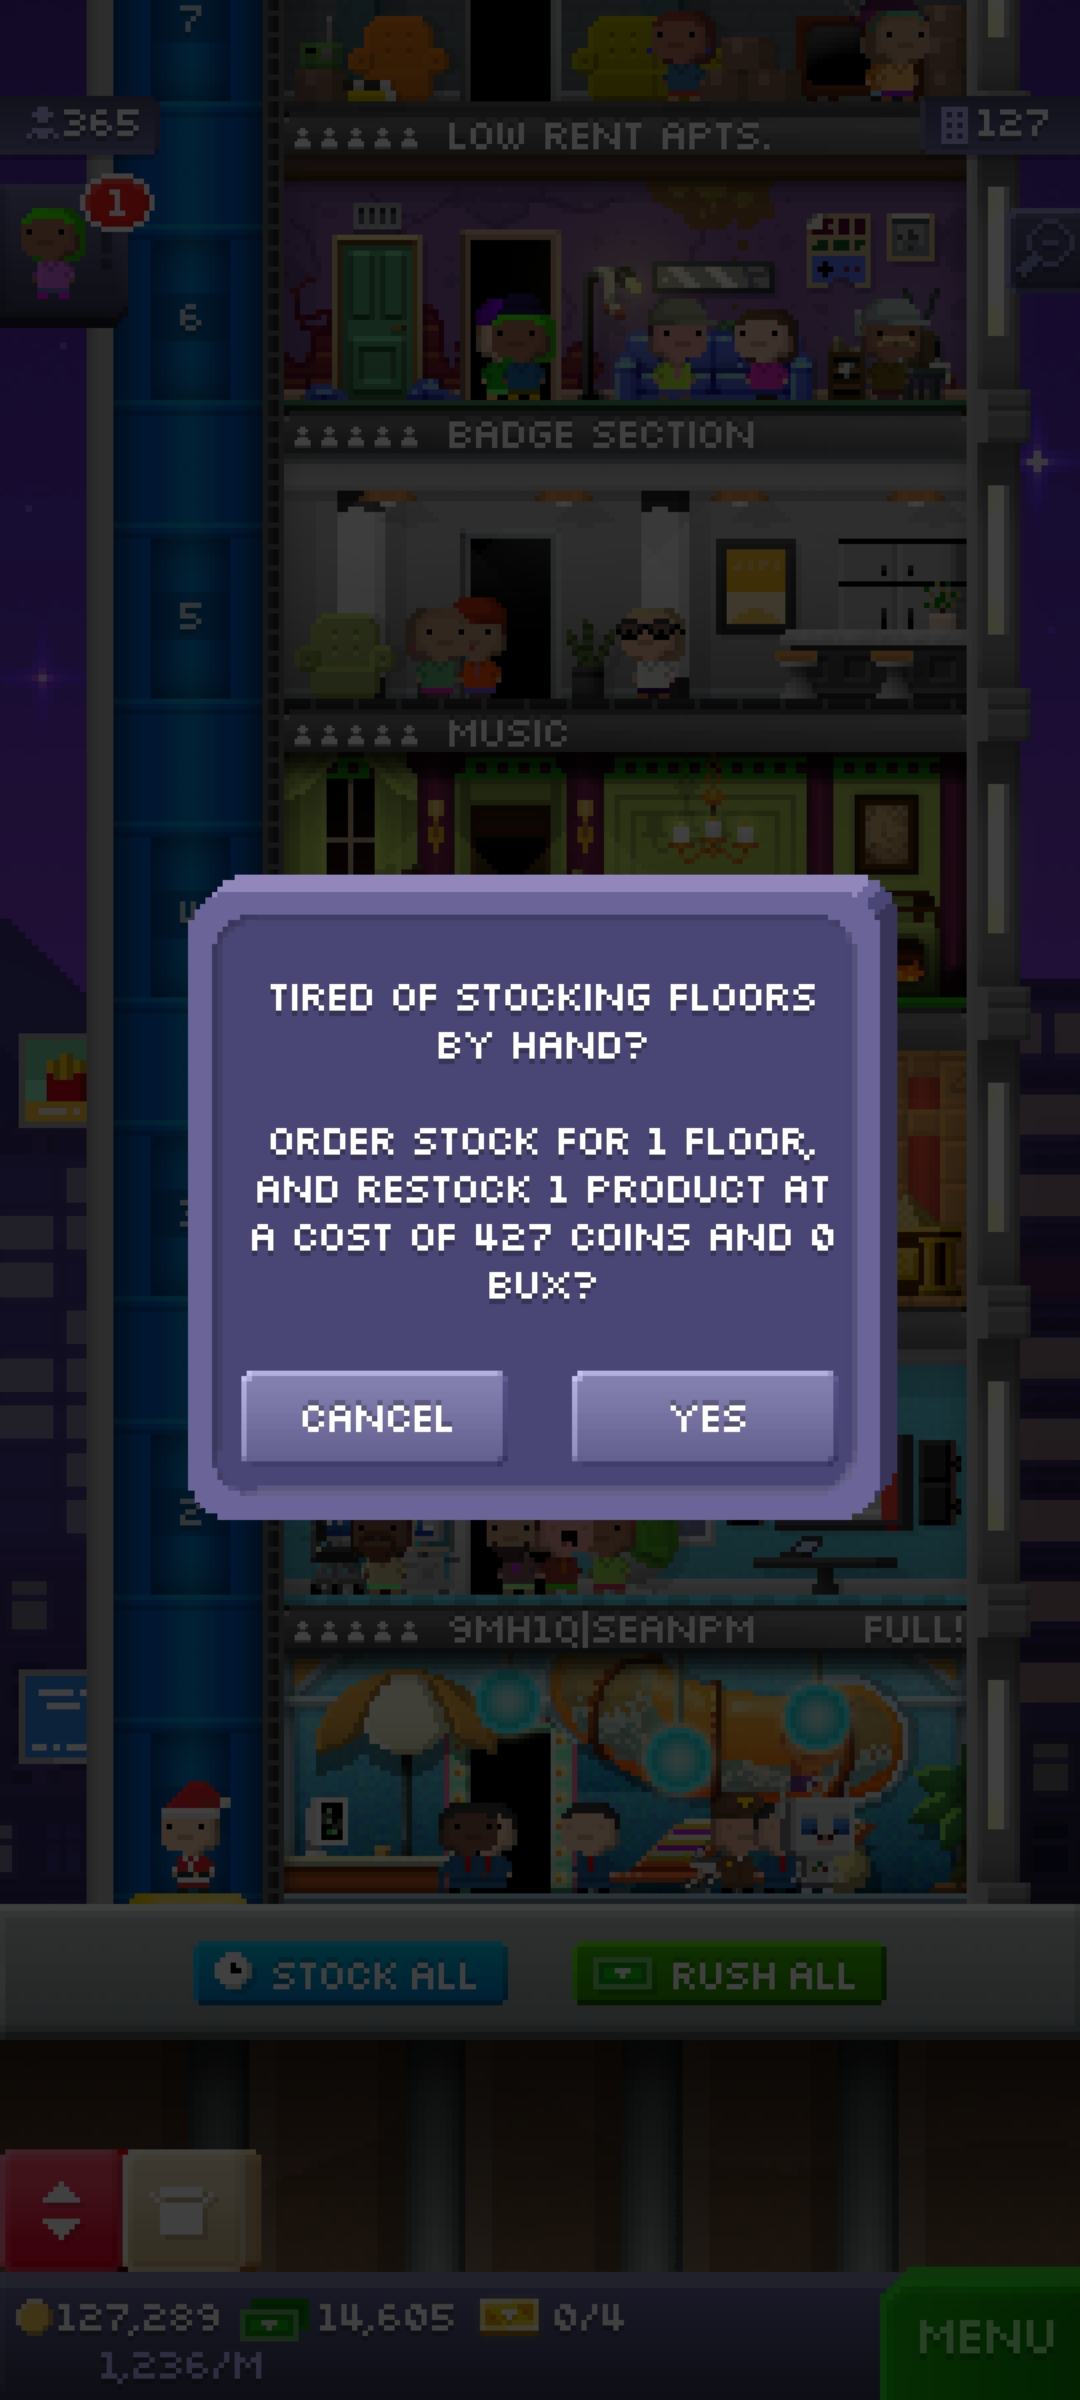 7
365
LOW RENT APTS.
127
1
6
BADGE SECTION
5
MUSIC
TIRED OF STOCKING FLOORS
BY HAND?
ORDER STOCK FOR 1 FLOOR,
AND RESTOCK 1 PRODUCT AT
A COST OF 427 COINS AND 0
BUX?
CANCEL
YES
2
9MH1Q|SEANPM
FULL!
STOCK ALL
RUSH ALL
127,289
14,605
0/4
1,236/M
MENU